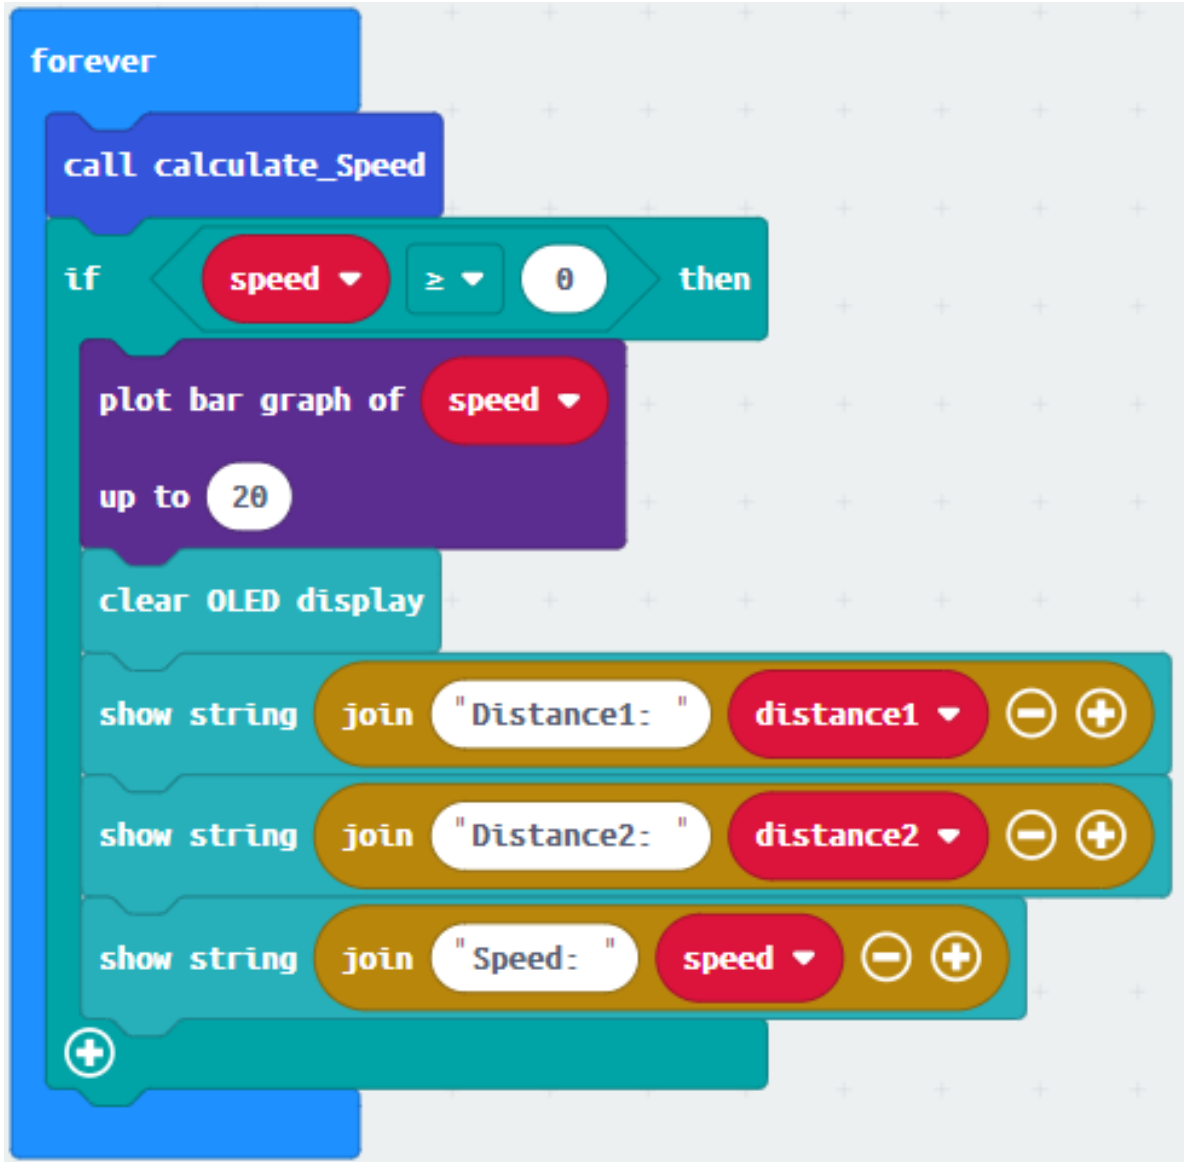 forever
call calculate_Speed
if speed ≥ 0 then
plot bar graph of speed
up to 20
clear OLED display
show string join "Distance1: " distance1
show string join "Distance2: " distance2
show string join "Speed: " speed